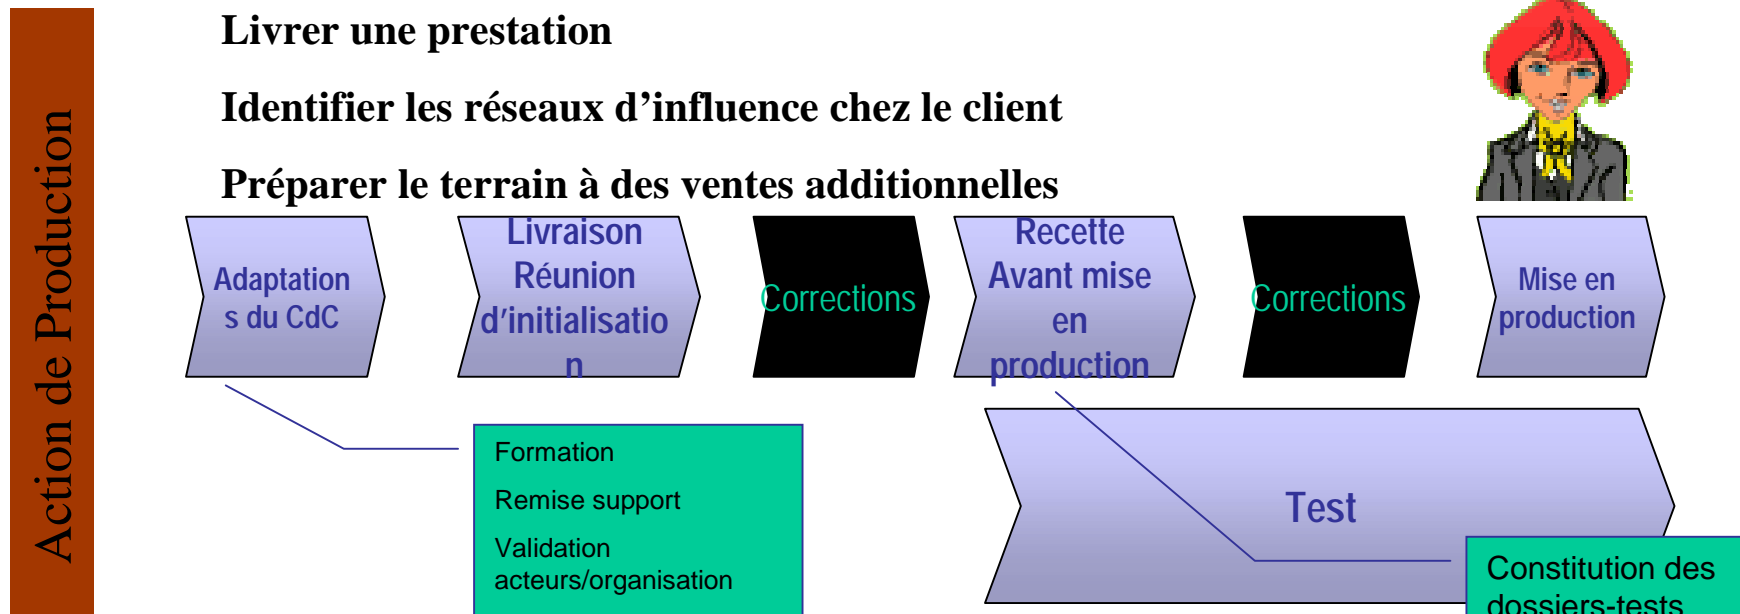 Action de Production
Livrer une prestation
Identifier les réseaux d’influence chez le client
Préparer le terrain à des ventes additionnelles
Adaptation
s du CdC
Livraison
Réunion
d’initialisatio
n
Corrections
Recette
Avant mise
en
production
Corrections
Mise en
production
Formation
Remise support
Validation
acteurs/organisation
Test
Constitution des
dossiers-tests